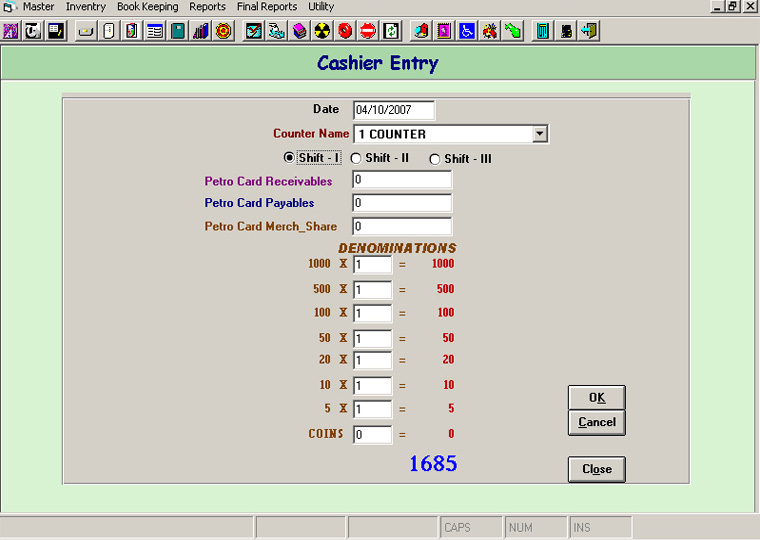 Master Inventry Book Keeping Reports Final Reports Utility
Cashier Entry
Date 04/10/2007
Counter Name 1 COUNTER
Shift - I Shift - II Shift - III
Petro Card Receivables 0
Petro Card Payables 0
Petro Card Merch_Share 0
DENOMINATIONS
1000 X 1 = 1000
500 X 1 = 500
100 X 1 = 100
50 X 1 = 50
20 X 1 = 20
10 X 1 = 10
5 X 1 = 5
COINS 0 = 0
1685
OK
Cancel
Close
CAPS NUM INS